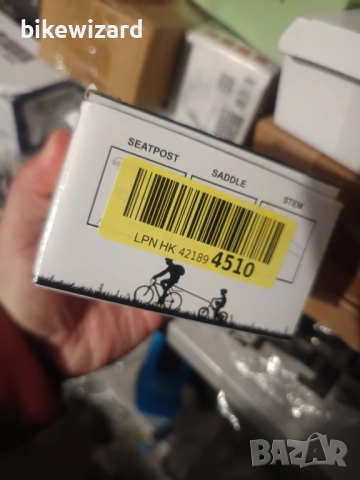 bikewizard
SEATPOST
SADDLE
STEM
LPN HK 42189 4510
BAZAR